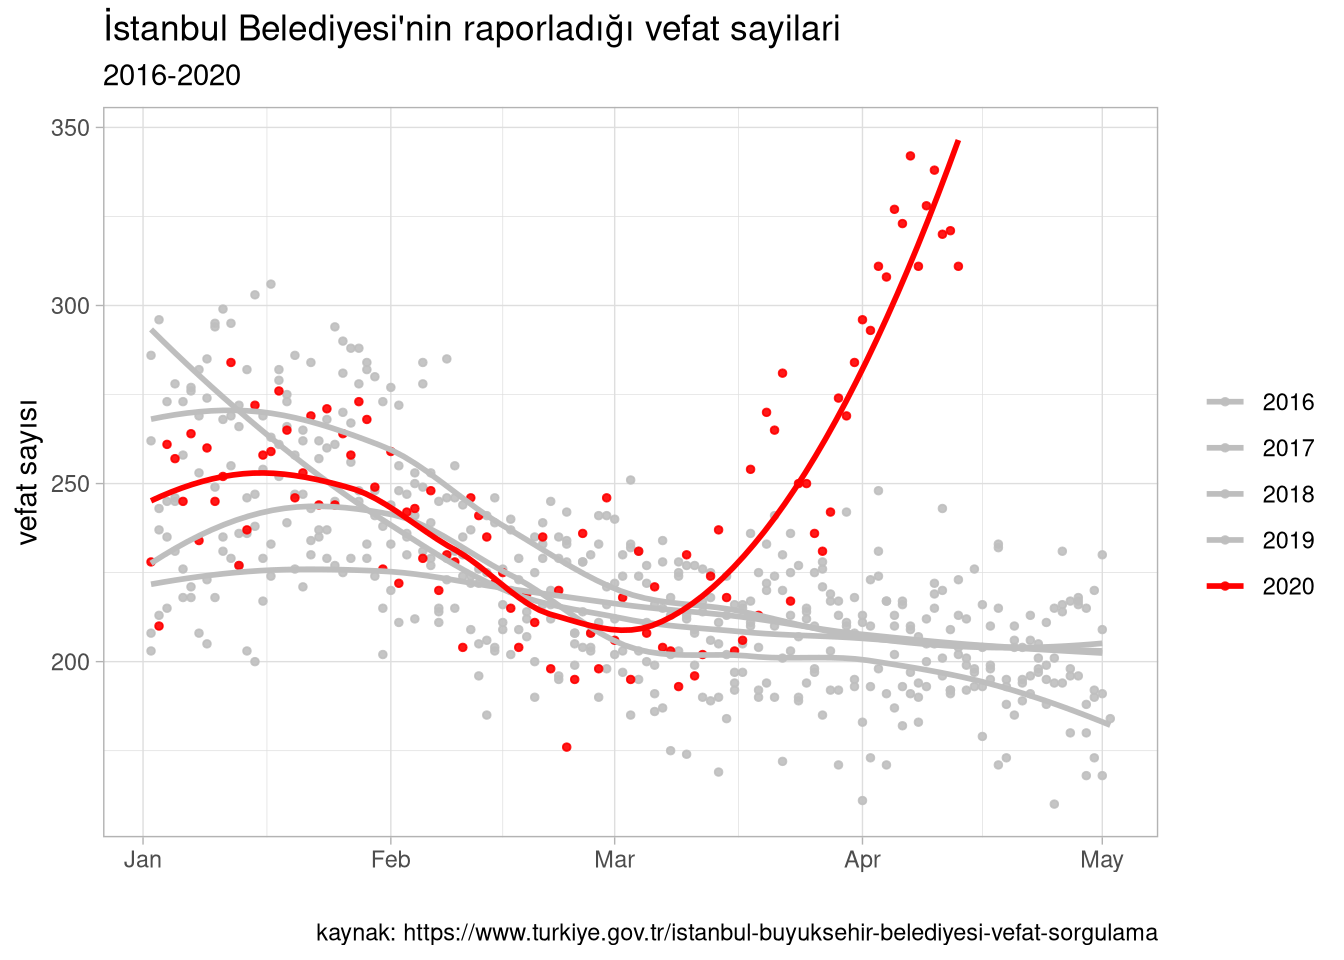 İstanbul Belediyesi'nin raporladığı vefat sayilari
2016-2020
vefat sayısı
350
300
250
200
Jan Feb Mar Apr May
2016
2017
2018
2019
2020
kaynak: https://www.turkiye.gov.tr/istanbul-buyuksehir-belediyesi-vefat-sorgulama